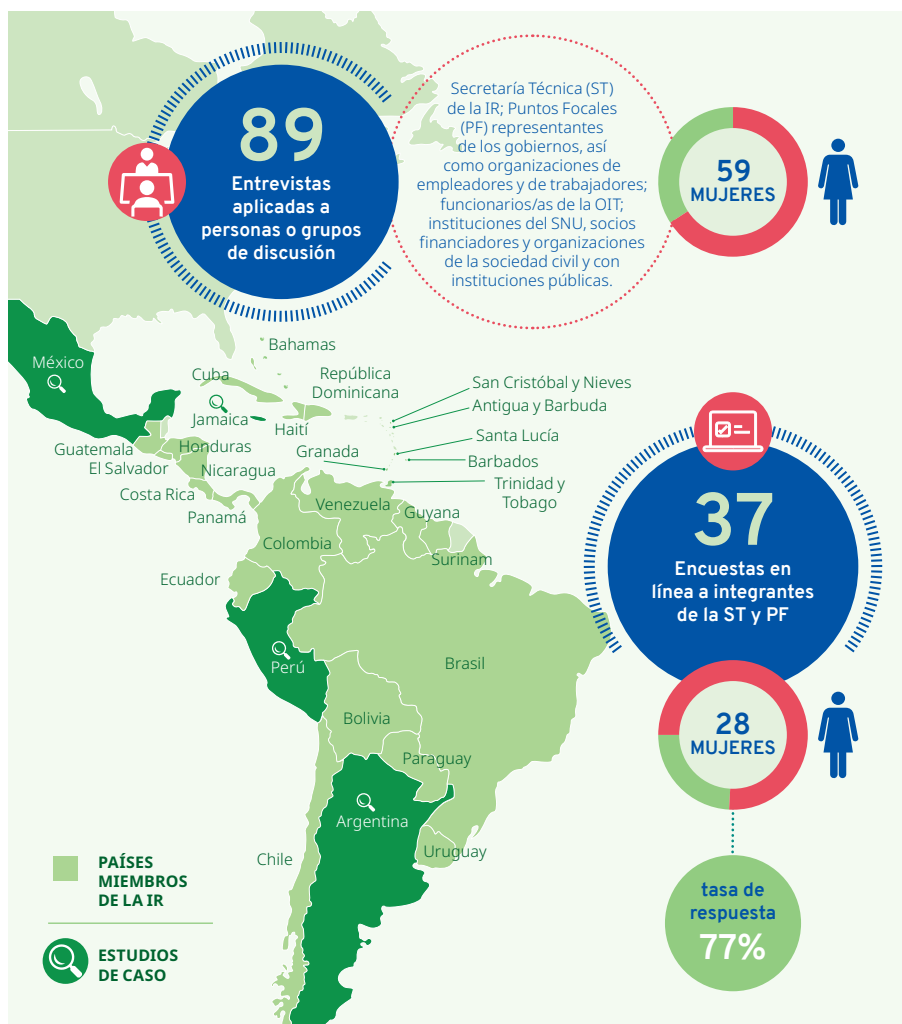 89
Entrevistas
aplicadas a
personas o grupos
de discusión
Secretaría Técnica (ST)
de la IR; Puntos Focales
(PF) representantes
de los gobiernos, así
como organizaciones de
empleadores y de trabajadores;
funcionarios/as de la OIT;
instituciones del SNU, socios
financiadores y organizaciones
de la sociedad civil y con
instituciones públicas.
59
MUJERES
México
Bahamas
Cuba
República
Dominicana
Jamaica
Haití
San Cristóbal y Nieves
Antigua y Barbuda
Santa Lucía
Barbados
Trinidad y
Tobago
Granada
Guatemala
Honduras
El Salvador
Nicaragua
Costa Rica
Panamá
Venezuela
Guyana
Colombia
Surinam
Ecuador
Perú
Brasil
Bolivia
Paraguay
Argentina
Chile
Uruguay
37
Encuestas en
línea a integrantes
de la ST y PF
28
MUJERES
tasa de
respuesta
77%
PAÍSES
MIEMBROS
DE LA IR
ESTUDIOS
DE CASO